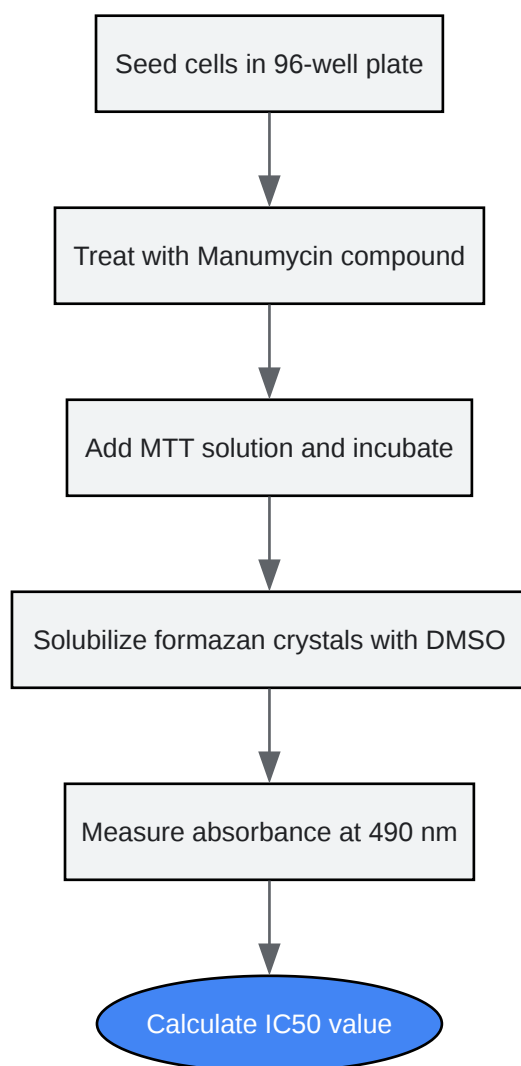 Seed cells in 96-well plate
Treat with Manumycin compound
Add MTT solution and incubate
Solubilize formazan crystals with DMSO
Measure absorbance at 490 nm
Calculate IC50 value